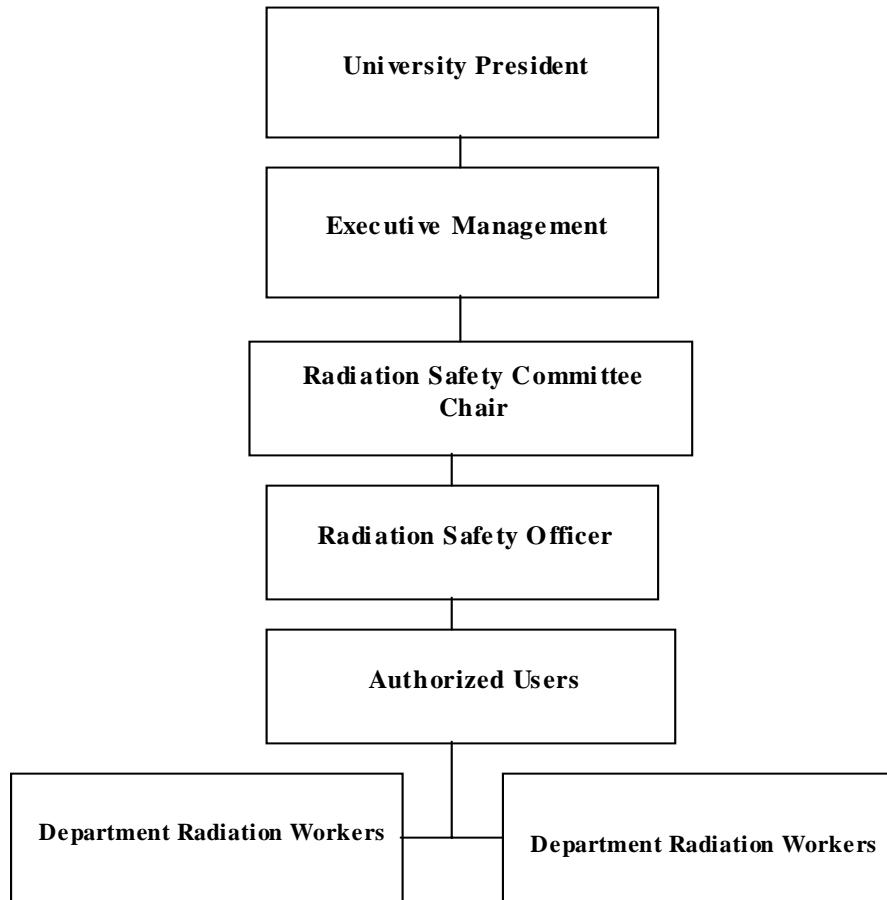 University President
Executive Management
Radiation Safety Committee
Chair
Radiation Safety Officer
Authorized Users
Department Radiation Workers
Department Radiation Workers